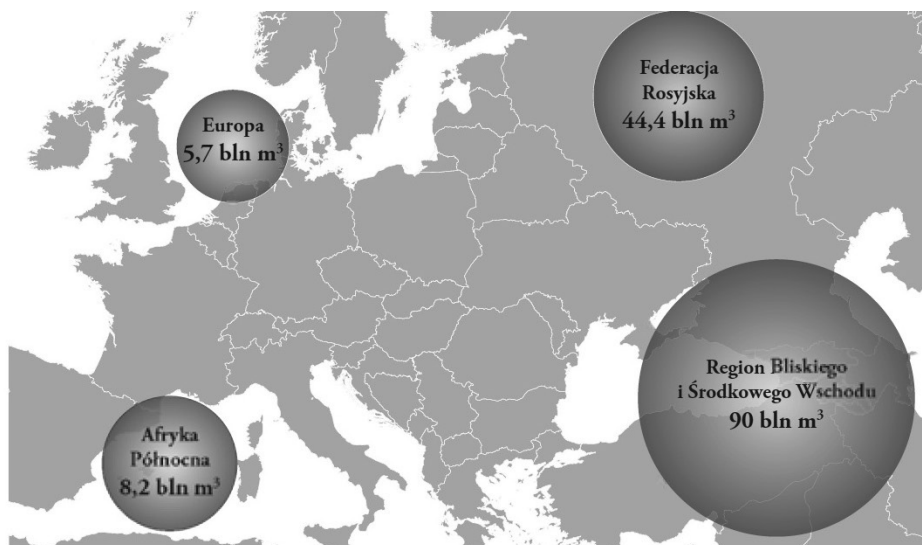 Federacja
Rosyjska
44,4 bln m³
Europa
5,7 bln m³
Region Bliskiego
i Środkowego Wschodu
90 bln m³
Afryka
Północna
8,2 bln m³